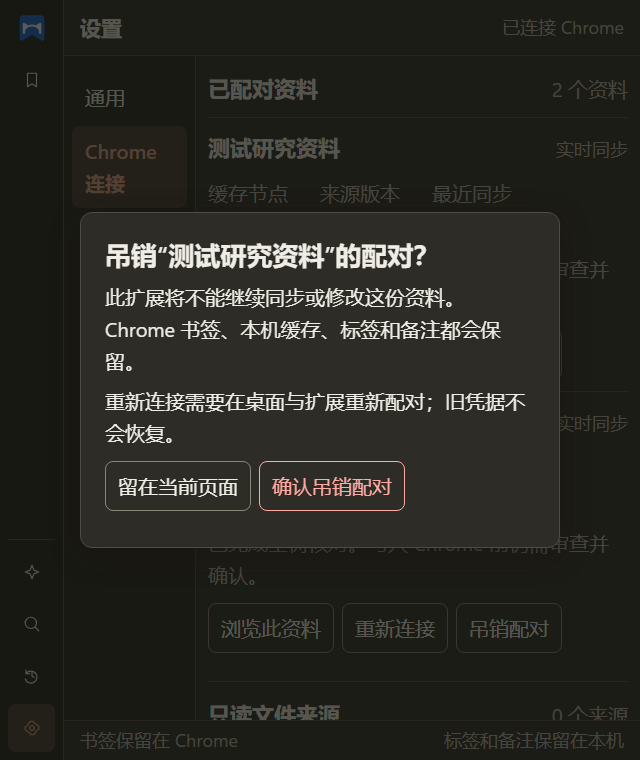 设置
已连接 Chrome
通用
Chrome
连接
已配对资料
2 个资料
测试研究资料
实时同步
缓存节点 来源版本 最近同步
审查并
吊销“测试研究资料”的配对？
此扩展将不能继续同步或修改这份资料。
Chrome 书签、本机缓存、标签和备注都会保
留。
重新连接需要在桌面与扩展重新配对；旧凭据不
会恢复。
留在当前页面
确认吊销配对
实时同步
审查并
确认。
浏览此资料
重新连接
吊销配对
只读文件来源
0 个来源
书签保留在 Chrome
标签和备注保留在本机